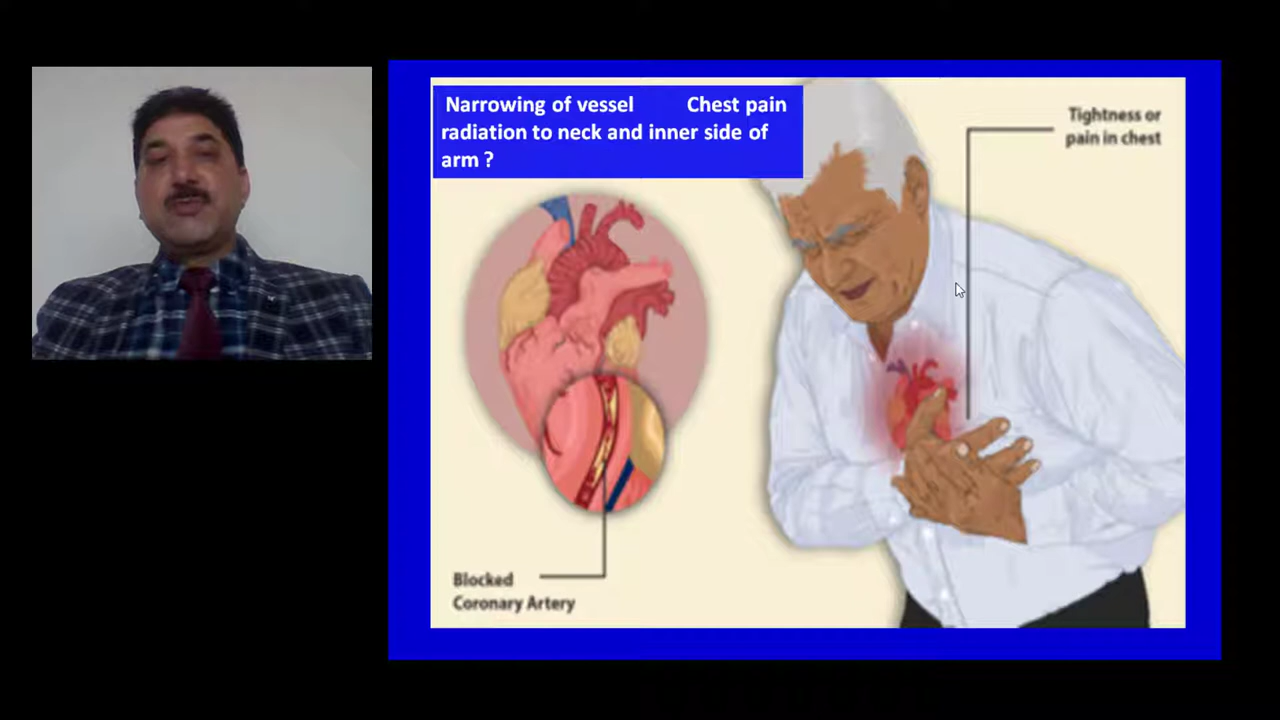 Narrowing of vessel Chest pain
radiation to neck and inner side of
arm ?
Tightness or
pain in chest
Blocked
Coronary Artery